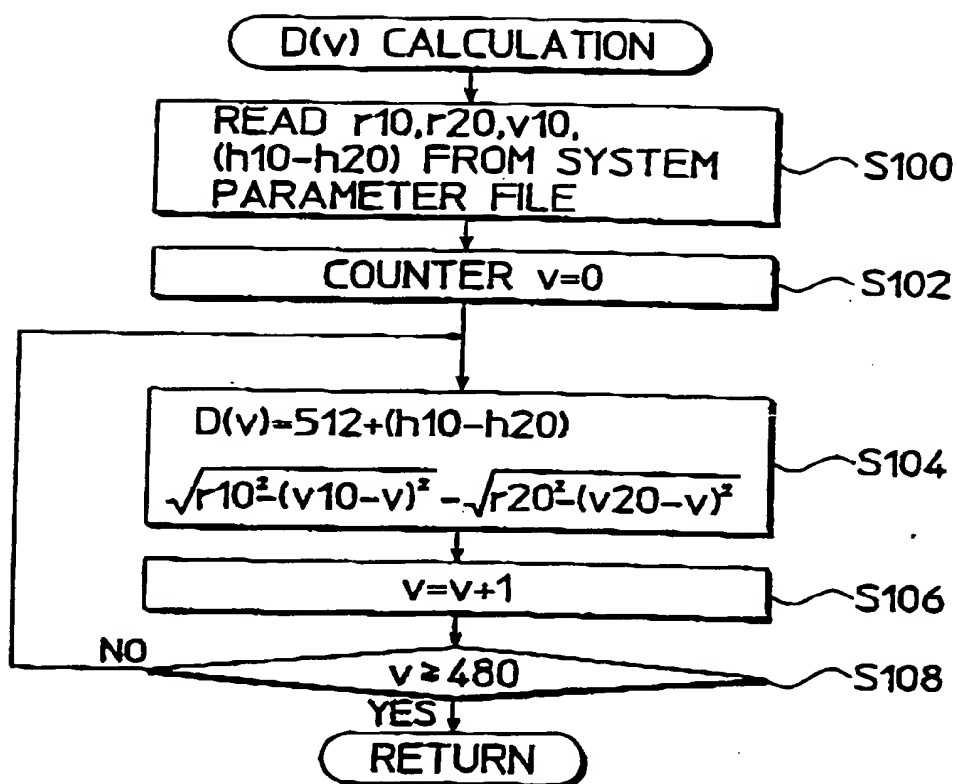 D(v) CALCULATION
READ r10,r20,v10,
(h10-h20) FROM SYSTEM
PARAMETER FILE
S100
COUNTER v=0
S102
D(v)=512+(h10-h20)
√r10²-(v10-v)² - √r20²-(v20-v)²
S104
v=v+1
S106
NO
v≥480
S108
YES
RETURN